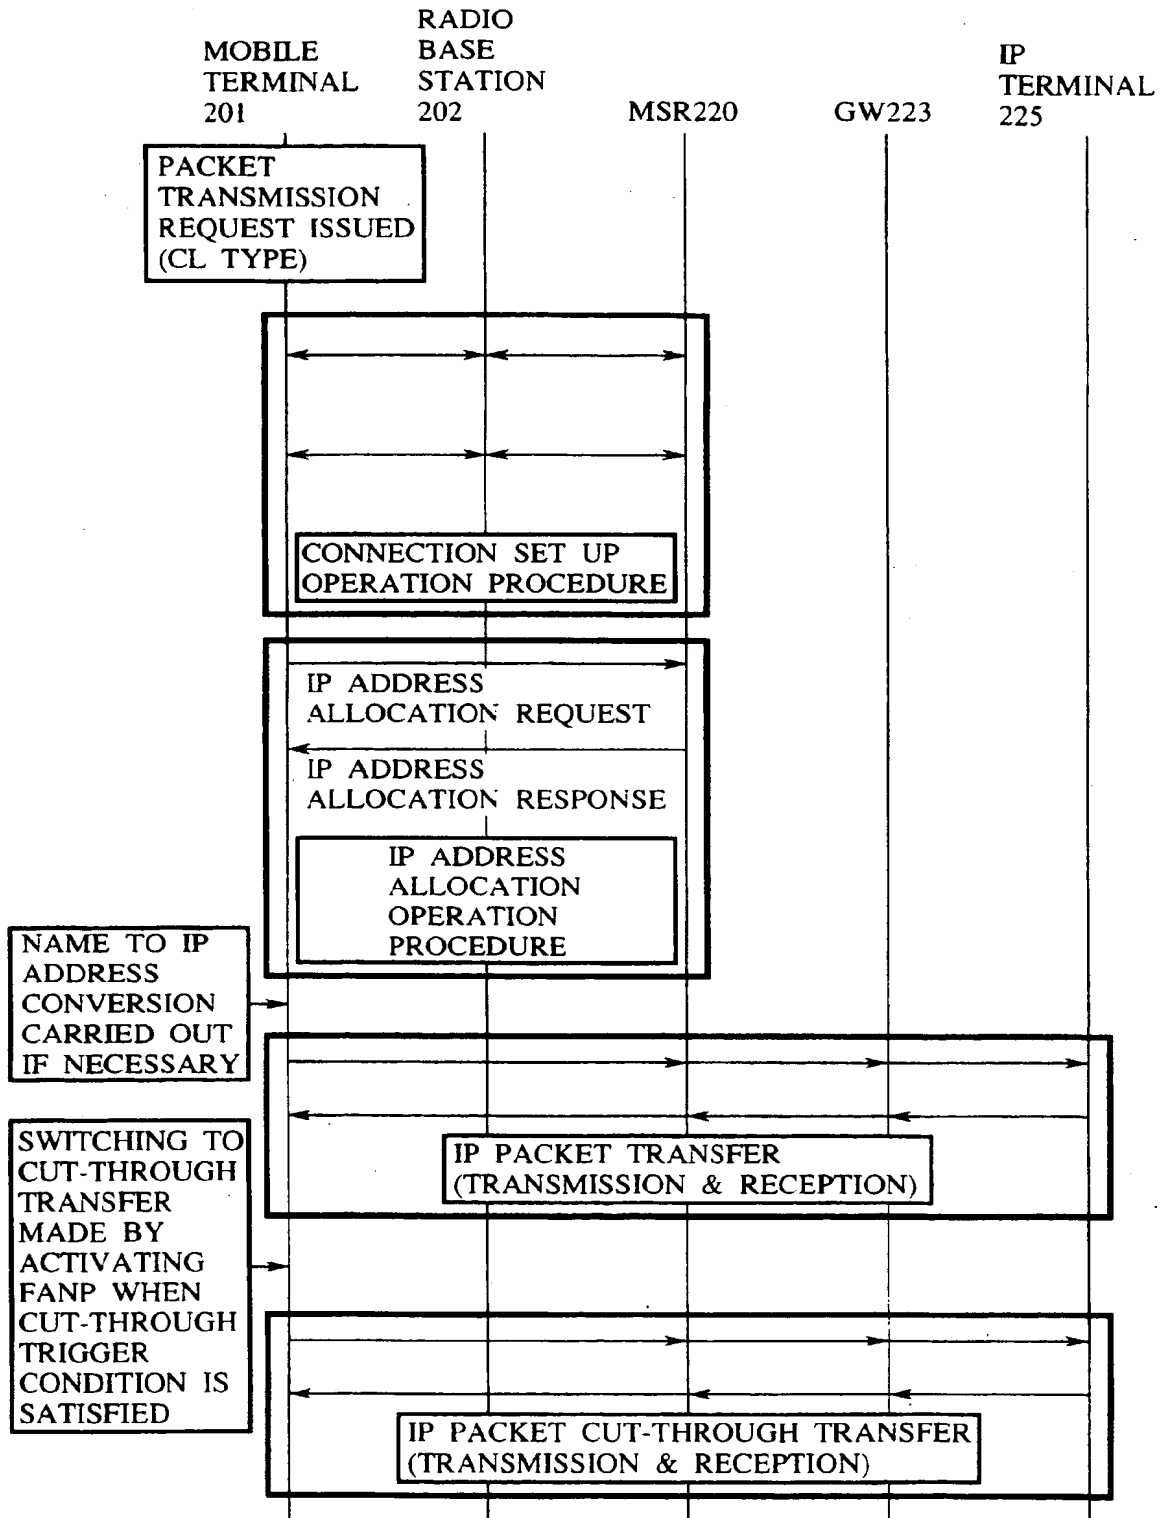 MOBILE
TERMINAL
201
RADIO
BASE
STATION
202
MSR220
GW223
IP
TERMINAL
225
PACKET
TRANSMISSION
REQUEST ISSUED
(CL TYPE)
CONNECTION SET UP
OPERATION PROCEDURE
IP ADDRESS
ALLOCATION REQUEST
IP ADDRESS
ALLOCATION RESPONSE
IP ADDRESS
ALLOCATION
OPERATION
PROCEDURE
NAME TO IP
ADDRESS
CONVERSION
CARRIED OUT
IF NECESSARY
IP PACKET TRANSFER
(TRANSMISSION & RECEPTION)
SWITCHING TO
CUT-THROUGH
TRANSFER
MADE BY
ACTIVATING
FANP WHEN
CUT-THROUGH
TRIGGER
CONDITION IS
SATISFIED
IP PACKET CUT-THROUGH TRANSFER
(TRANSMISSION & RECEPTION)